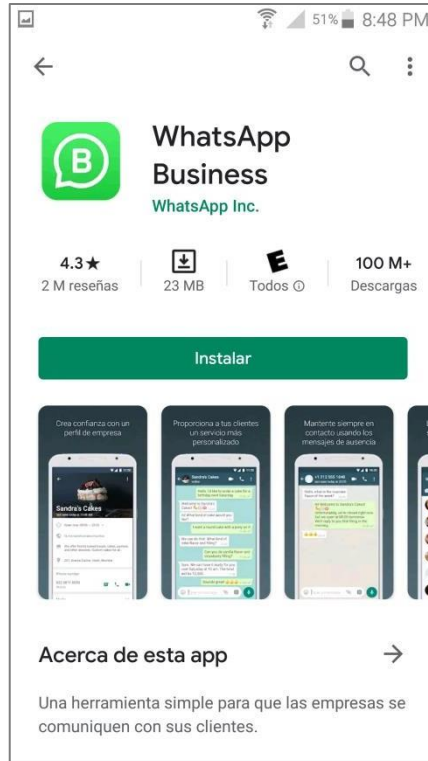 51% 8:48 PM
B
WhatsApp
Business
WhatsApp Inc.
4.3★
2 M reseñas
23 MB
E
Todos
100 M+
Descargas
Instalar
Crea confianza con un
perfil de empresa
Sandra's Cakes
Proporciona a tus clientes
un servicio más
personalizado
Sandra's Cakes
Mantente siempre en
contacto usando los
mensajes de ausencia
Acerca de esta app
Una herramienta simple para que las empresas se
comuniquen con sus clientes.